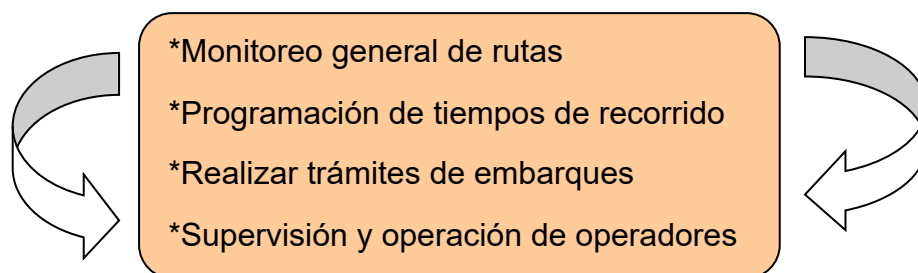 *Monitoreo general de rutas
*Programación de tiempos de recorrido
*Realizar trámites de embarques
*Supervisión y operación de operadores